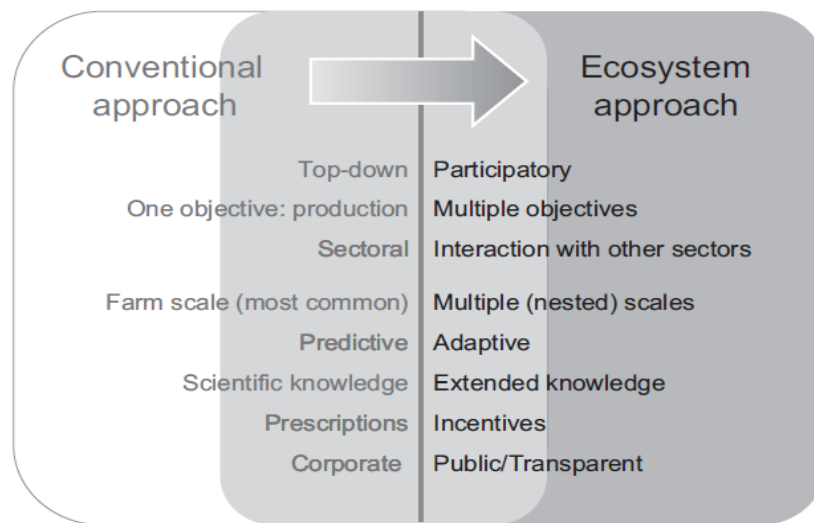 Conventional
approach
Ecosystem
approach
Top-down Participatory
One objective: production Multiple objectives
Sectoral Interaction with other sectors
Farm scale (most common) Multiple (nested) scales
Predictive Adaptive
Scientific knowledge Extended knowledge
Prescriptions Incentives
Corporate Public/Transparent